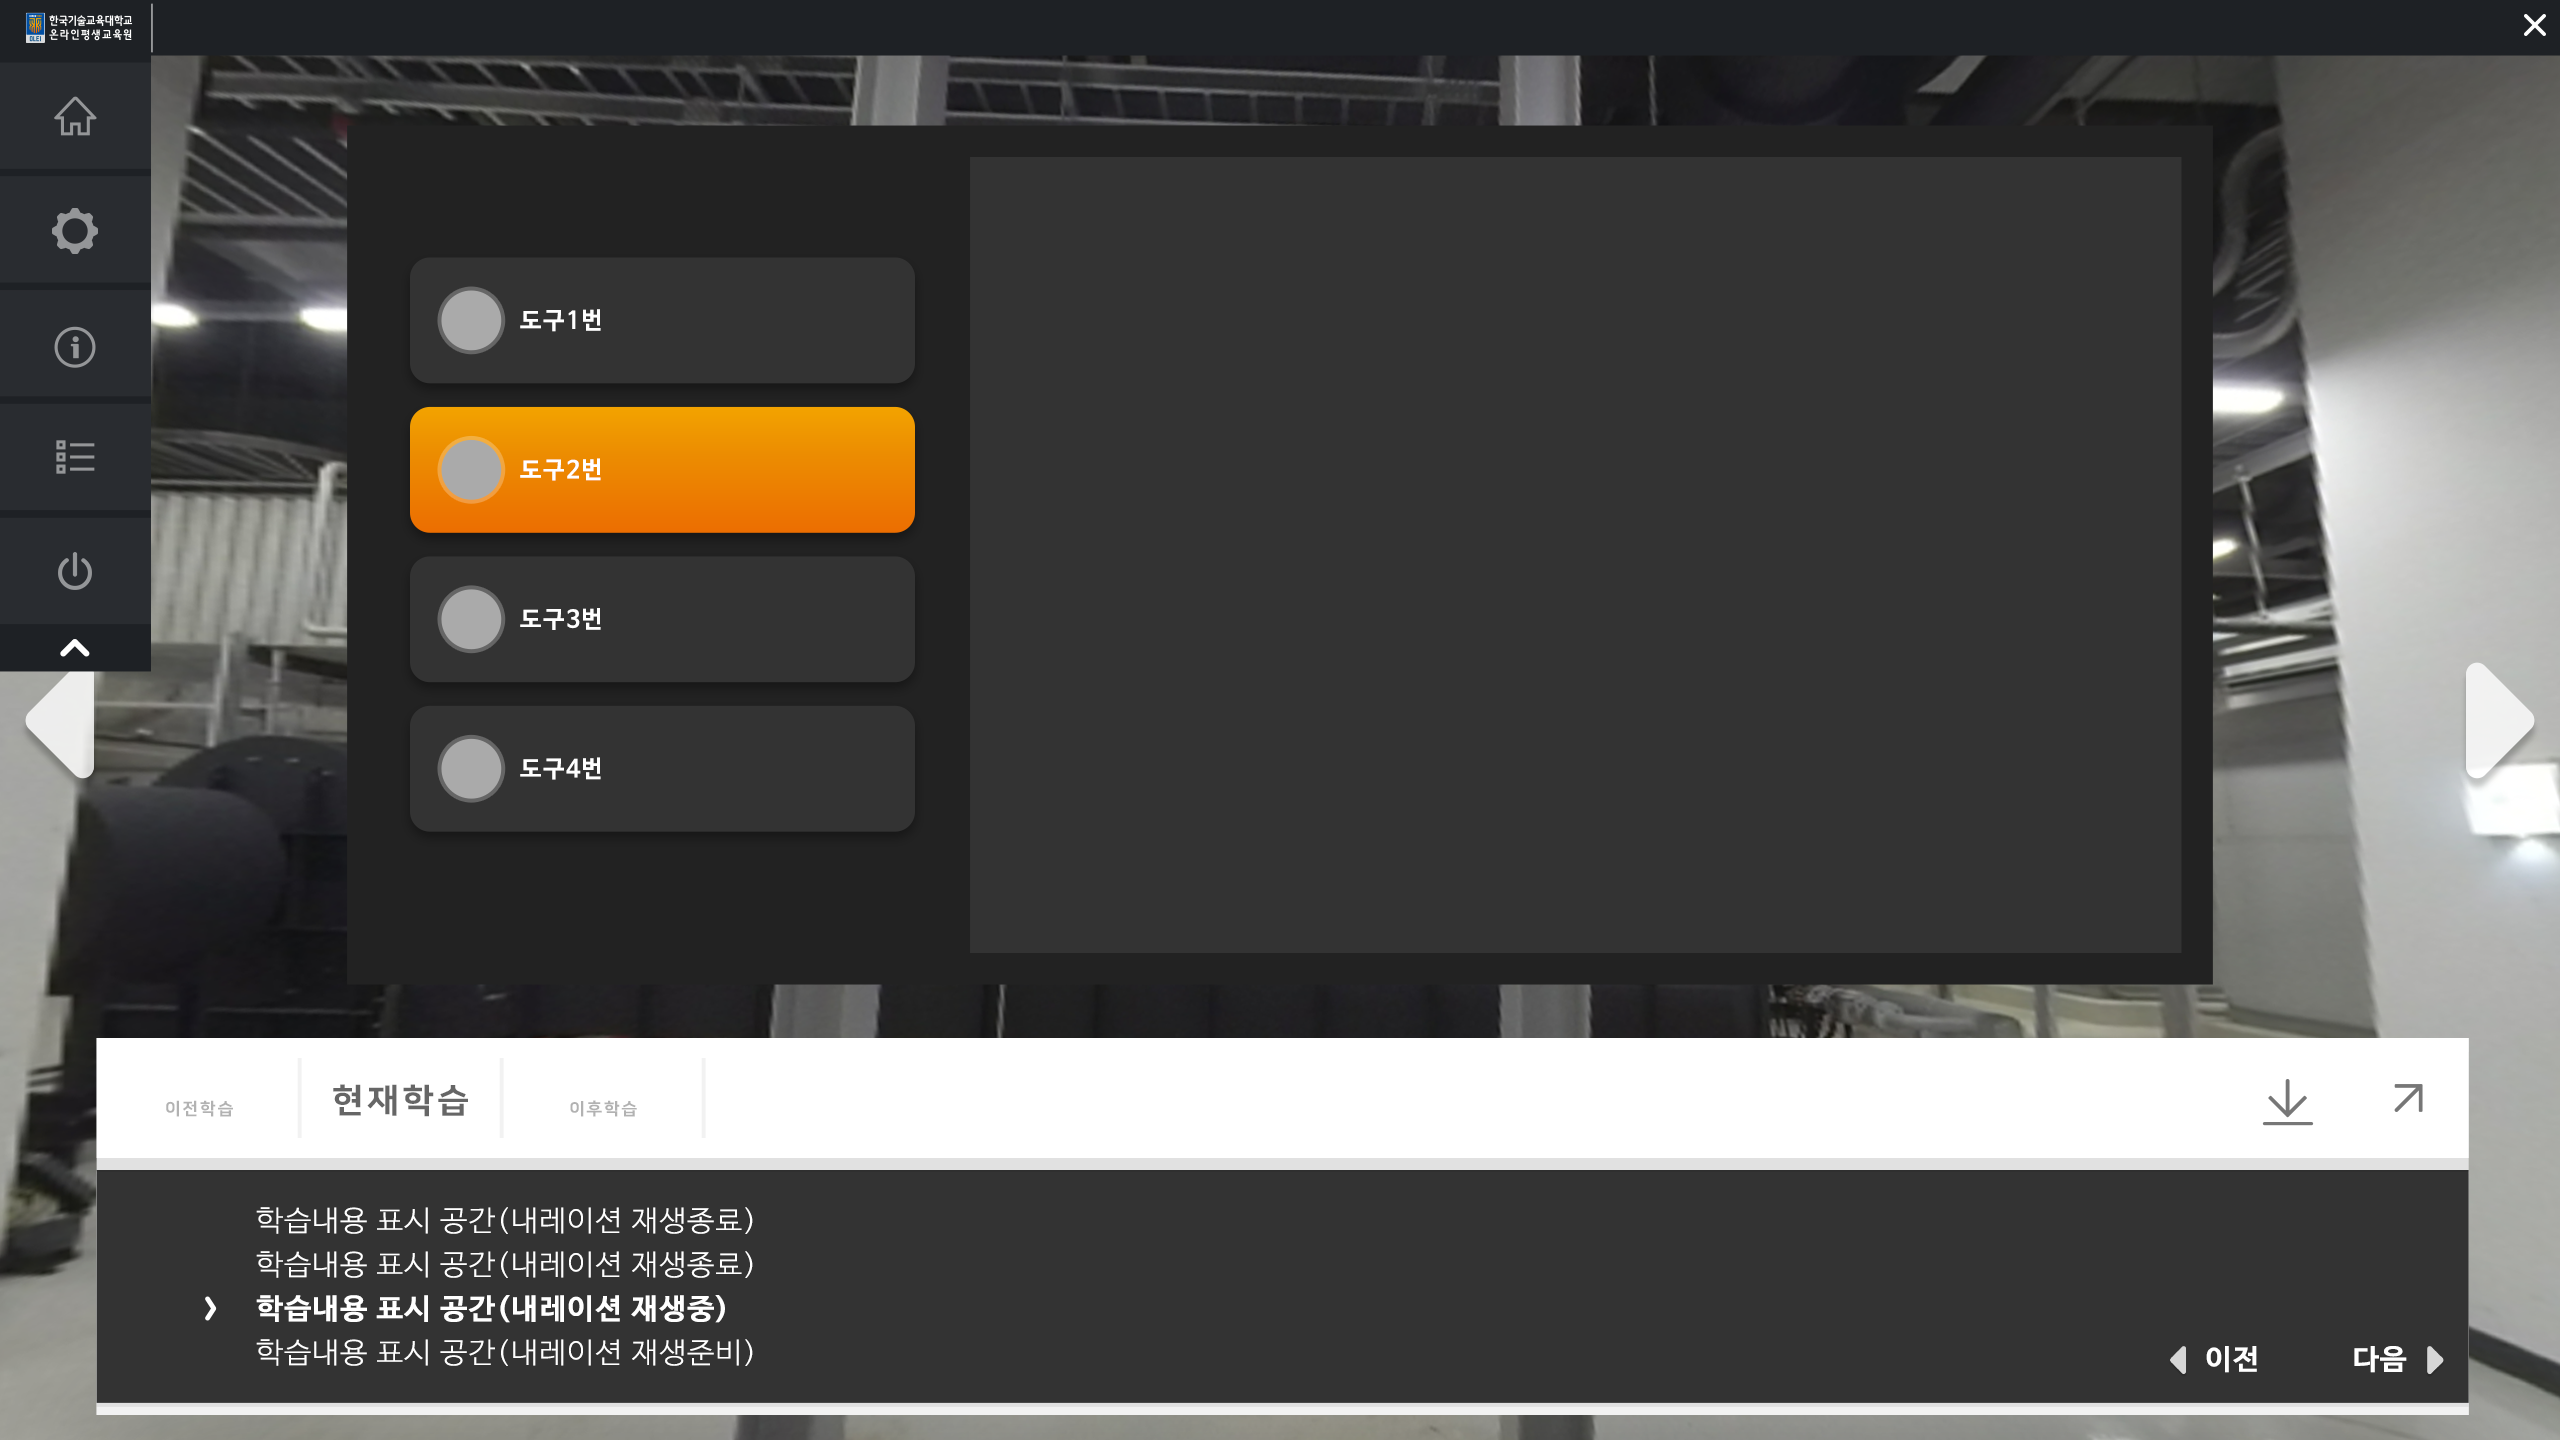 한국기술교육대학교
온라인평생교육원
OLEI
도구1번
도구2번
도구3번
도구4번
이전학습
현재학습
이후학습
학습내용 표시 공간(내레이션 재생종료)
학습내용 표시 공간(내레이션 재생종료)
학습내용 표시 공간(내레이션 재생중)
학습내용 표시 공간(내레이션 재생준비)
이전
다음